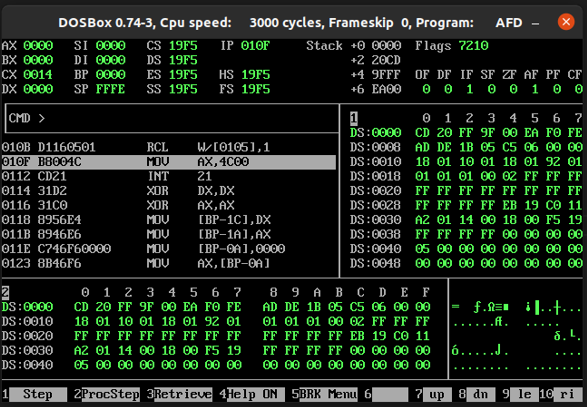 DOSBox 0.74-3, Cpu speed: 3000 cycles, Frameskip 0, Program: AFD
AX 0000 SI 0000 CS 19F5 IP 010F Stack +0 0000 Flags 7210
BX 0000 DI 0000 DS 19F5 +2 20CD
CX 0014 BP 0000 ES 19F5 HS 19F5 +4 9FFF OF DF IF SF ZF AF PF CF
DX 0000 SP FFFE SS 19F5 FS 19F5 +6 EA00 0 0 1 0 0 1 0 0
CMD >
1 0 1 2 3 4 5 6 7
DS:0000 CD 20 FF 9F 00 EA F0 FE
DS:0008 AD DE 1B 05 C5 06 00 00
DS:0010 18 01 10 01 18 01 92 01
DS:0018 01 01 01 00 02 FF FF FF
DS:0020 FF FF FF FF FF FF FF FF
DS:0028 FF FF FF FF EB 19 C0 11
DS:0030 A2 01 14 00 18 00 F5 19
DS:0038 FF FF FF FF 00 00 00 00
DS:0040 05 00 00 00 00 00 00 00
DS:0048 00 00 00 00 00 00 00 00
010B D1160501 RCL W/[0105],1
010F B8004C MOV AX,4C00
0112 CD21 INT 21
0114 31D2 XOR DX,DX
0116 31C0 XOR AX,AX
0118 8956E4 MOV [BP-1C],DX
011B 8946E6 MOV [BP-1A],AX
011E C746F60000 MOV [BP-0A],0000
0123 8B46F6 MOV AX,[BP-0A]
2 0 1 2 3 4 5 6 7 8 9 A B C D E F
DS:0000 CD 20 FF 9F 00 EA F0 FE AD DE 1B 05 C5 06 00 00
DS:0010 18 01 10 01 18 01 92 01 01 01 01 00 02 FF FF FF
DS:0020 FF FF FF FF FF FF FF FF FF FF FF FF EB 19 C0 11
DS:0030 A2 01 14 00 18 00 F5 19 FF FF FF FF 00 00 00 00
DS:0040 05 00 00 00 00 00 00 00 00 00 00 00 00 00 00 00
1 Step 2 ProcStep 3 Retrieve 4 Help ON 5 BRK Menu 6 7 up 8 dn 9 le 10 ri